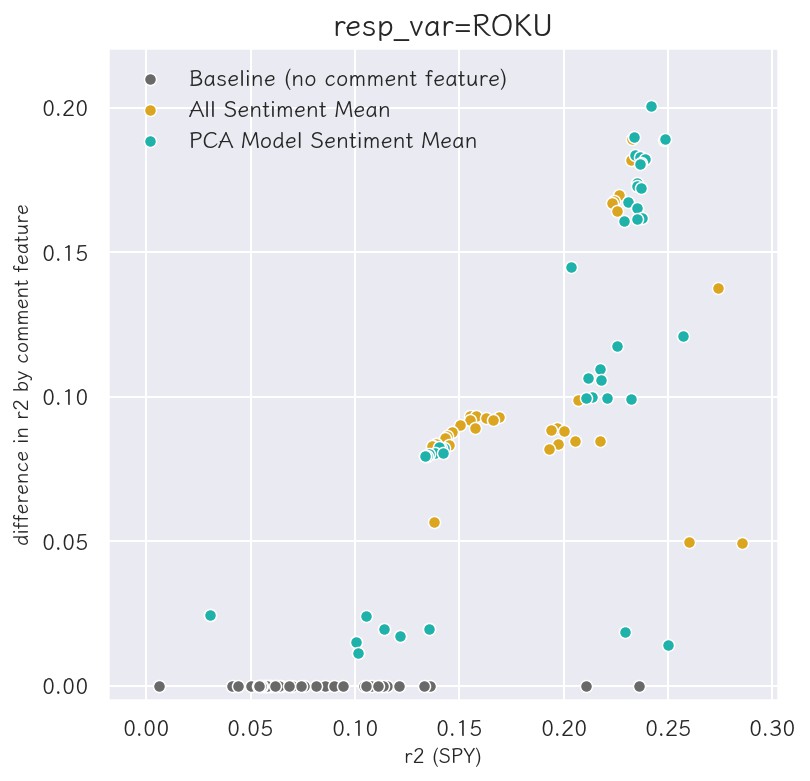 resp_var=ROKU
Baseline (no comment feature)
All Sentiment Mean
PCA Model Sentiment Mean
difference in r2 by comment feature
0.20
0.15
0.10
0.05
0.00
0.00 0.05 0.10 0.15 0.20 0.25 0.30
r2 (SPY)